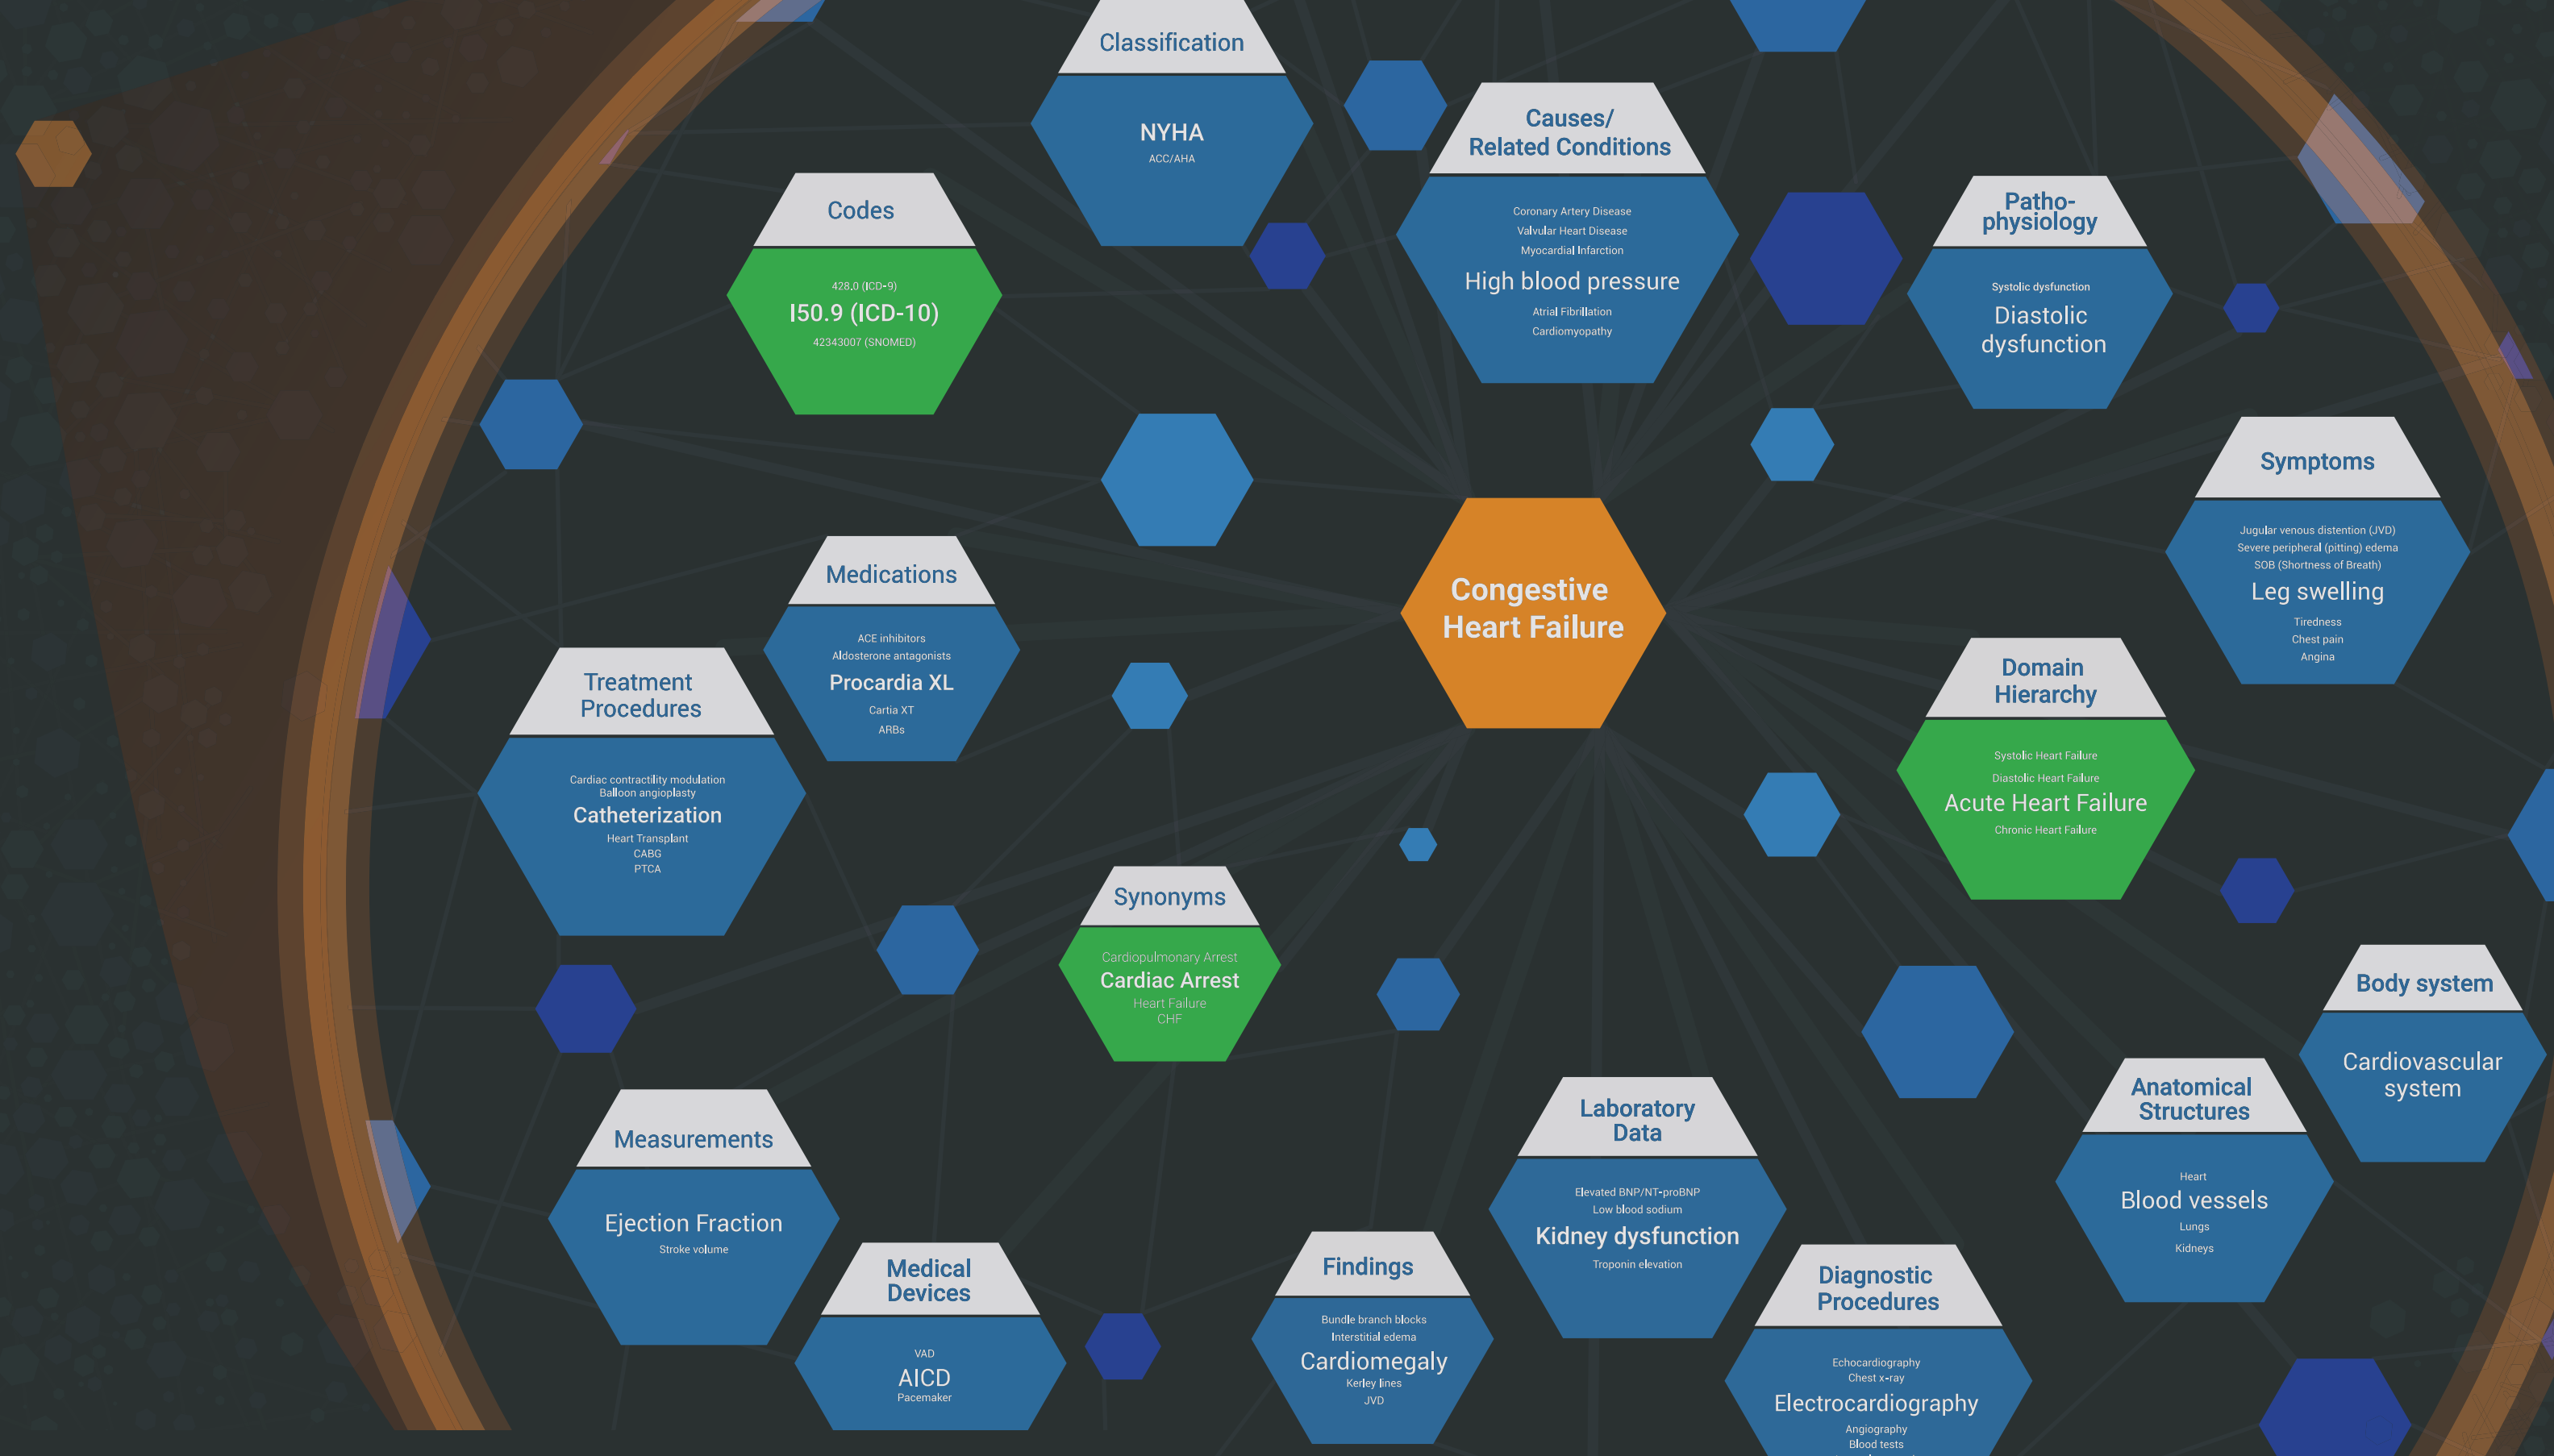 Classification
NYHA
ACC/AHA
Causes/
Related Conditions
Coronary Artery Disease
Valvular Heart Disease
Myocardial Infarction
High blood pressure
Atrial Fibrillation
Cardiomyopathy
Codes
428.0 (ICD-9)
I50.9 (ICD-10)
42343007 (SNOMED)
Patho-
physiology
Systolic dysfunction
Diastolic
dysfunction
Symptoms
Jugular venous distention (JVD)
Severe peripheral (pitting) edema
SOB (Shortness of Breath)
Leg swelling
Tiredness
Chest pain
Angina
Congestive
Heart Failure
Medications
ACE inhibitors
Aldosterone antagonists
Procardia XL
Cartia XT
ARBs
Treatment
Procedures
Cardiac contractility modulation
Balloon angioplasty
Catheterization
Heart Transplant
CABG
PTCA
Domain
Hierarchy
Systolic Heart Failure
Diastolic Heart Failure
Acute Heart Failure
Chronic Heart Failure
Synonyms
Cardiopulmonary Arrest
Cardiac Arrest
Heart Failure
CHF
Body system
Cardiovascular
system
Anatomical
Structures
Heart
Blood vessels
Lungs
Kidneys
Measurements
Ejection Fraction
Stroke volume
Laboratory
Data
Elevated BNP/NT-proBNP
Low blood sodium
Kidney dysfunction
Troponin elevation
Medical
Devices
VAD
AICD
Pacemaker
Findings
Bundle branch blocks
Interstitial edema
Cardiomegaly
Kerley lines
JVD
Diagnostic
Procedures
Echocardiography
Chest x-ray
Electrocardiography
Angiography
Blood tests